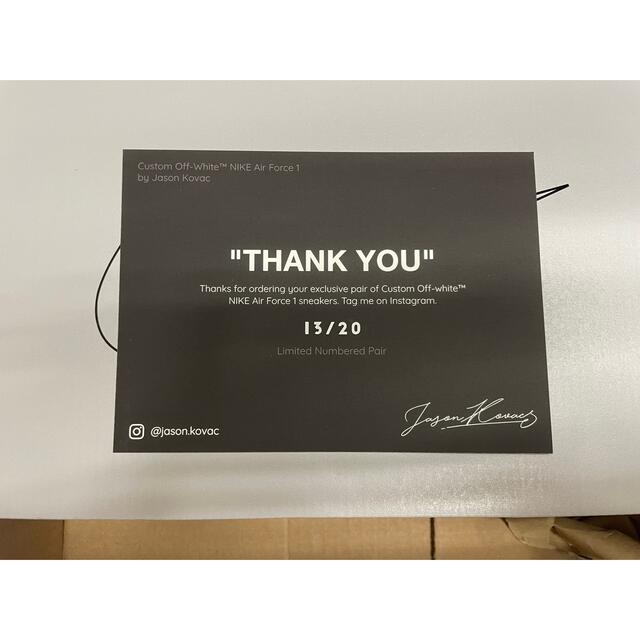 Custom Off-White™ NIKE Air Force 1
by Jason Kovac
"THANK YOU"
Thanks for ordering your exclusive pair of Custom Off-white™
NIKE Air Force 1 sneakers. Tag me on Instagram.
13/20
Limited Numbered Pair
Jason Kovac
@jason.kovac